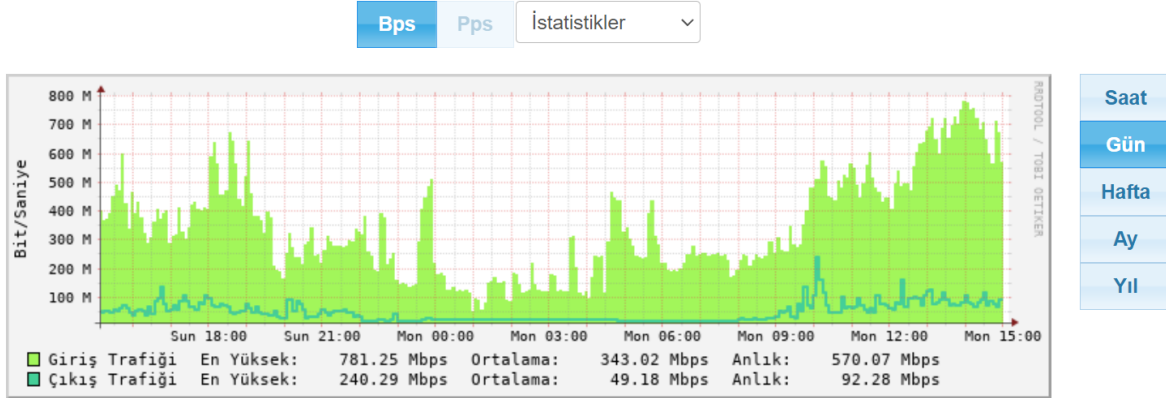 Bps Pps İstatistikler
800 M
700 M
600 M
500 M
400 M
300 M
200 M
100 M
Bit/Saniye
RRDTOOL / TOBI OETIKER
Sun 18:00 Sun 21:00 Mon 00:00 Mon 03:00 Mon 06:00 Mon 09:00 Mon 12:00 Mon 15:00
Giriş Trafiği En Yüksek: 781.25 Mbps Ortalama: 343.02 Mbps Anlık: 570.07 Mbps
Çıkış Trafiği En Yüksek: 240.29 Mbps Ortalama: 49.18 Mbps Anlık: 92.28 Mbps
Saat
Gün
Hafta
Ay
Yıl